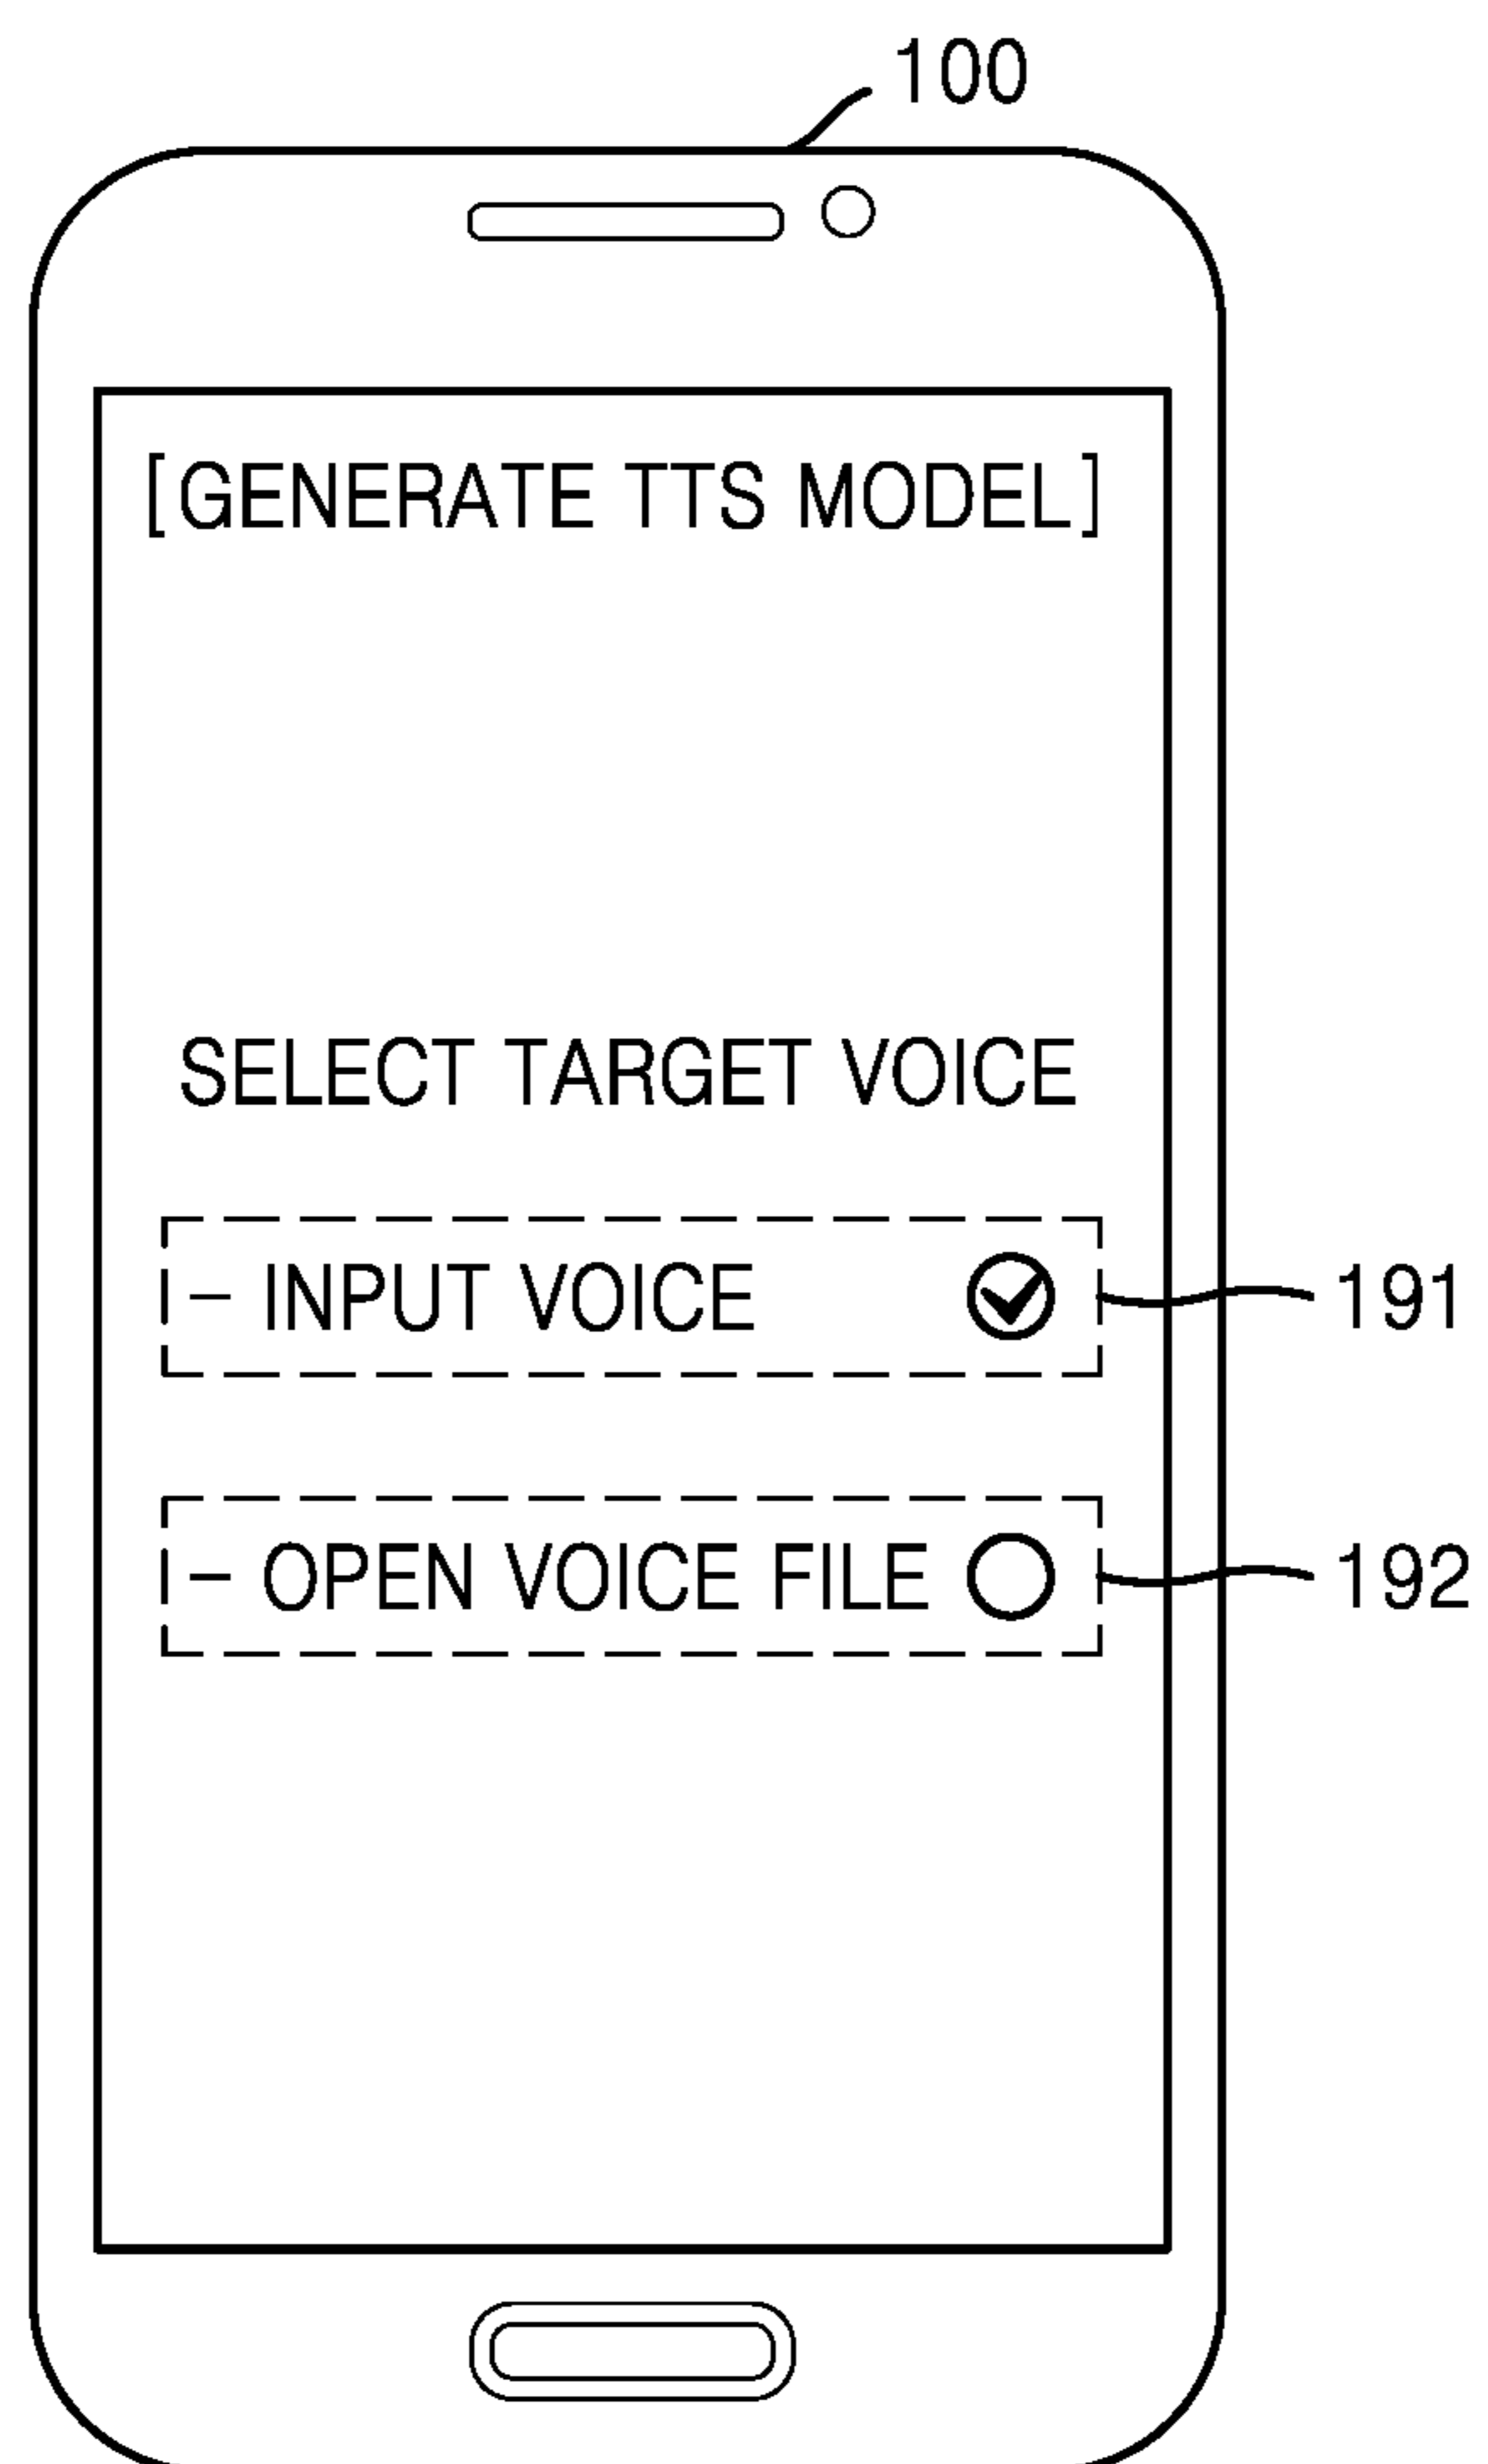 100
[GENERATE TTS MODEL]
SELECT TARGET VOICE
- INPUT VOICE 191
- OPEN VOICE FILE 192